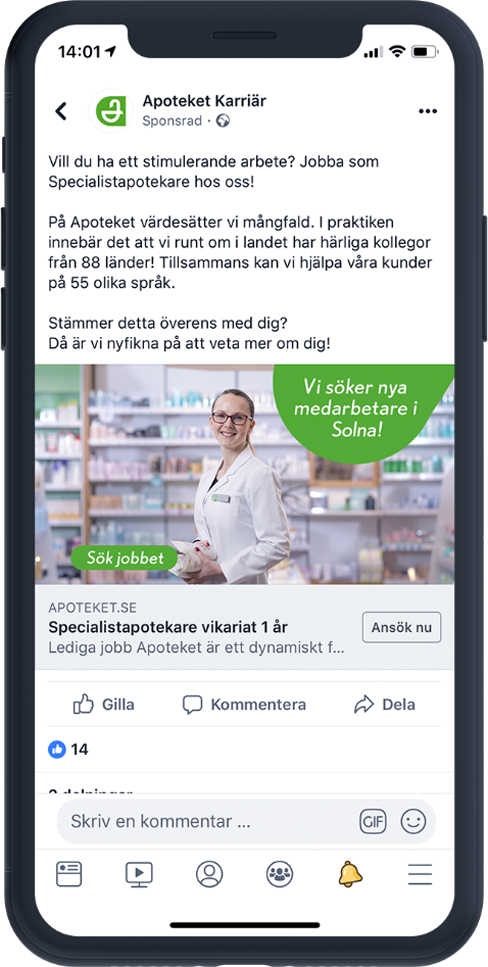 14:01
Apoteket Karriär
Sponsrad ·
Vill du ha ett stimulerande arbete? Jobba som
Specialistapotekare hos oss!
På Apoteket värdesätter vi mångfald. I praktiken
innebär det att vi runt om i landet har härliga kollegor
från 88 länder! Tillsammans kan vi hjälpa våra kunder
på 55 olika språk.
Stämmer detta överens med dig?
Då är vi nyfikna på att veta mer om dig!
Vi söker nya
medarbetare i
Solna!
Sök jobbet
APOTEKET.SE
Specialistapotekare vikariat 1 år
Lediga jobb Apoteket är ett dynamiskt f...
Ansök nu
Gilla
Kommentera
Dela
14
2 delningar
Skriv en kommentar ...
GIF